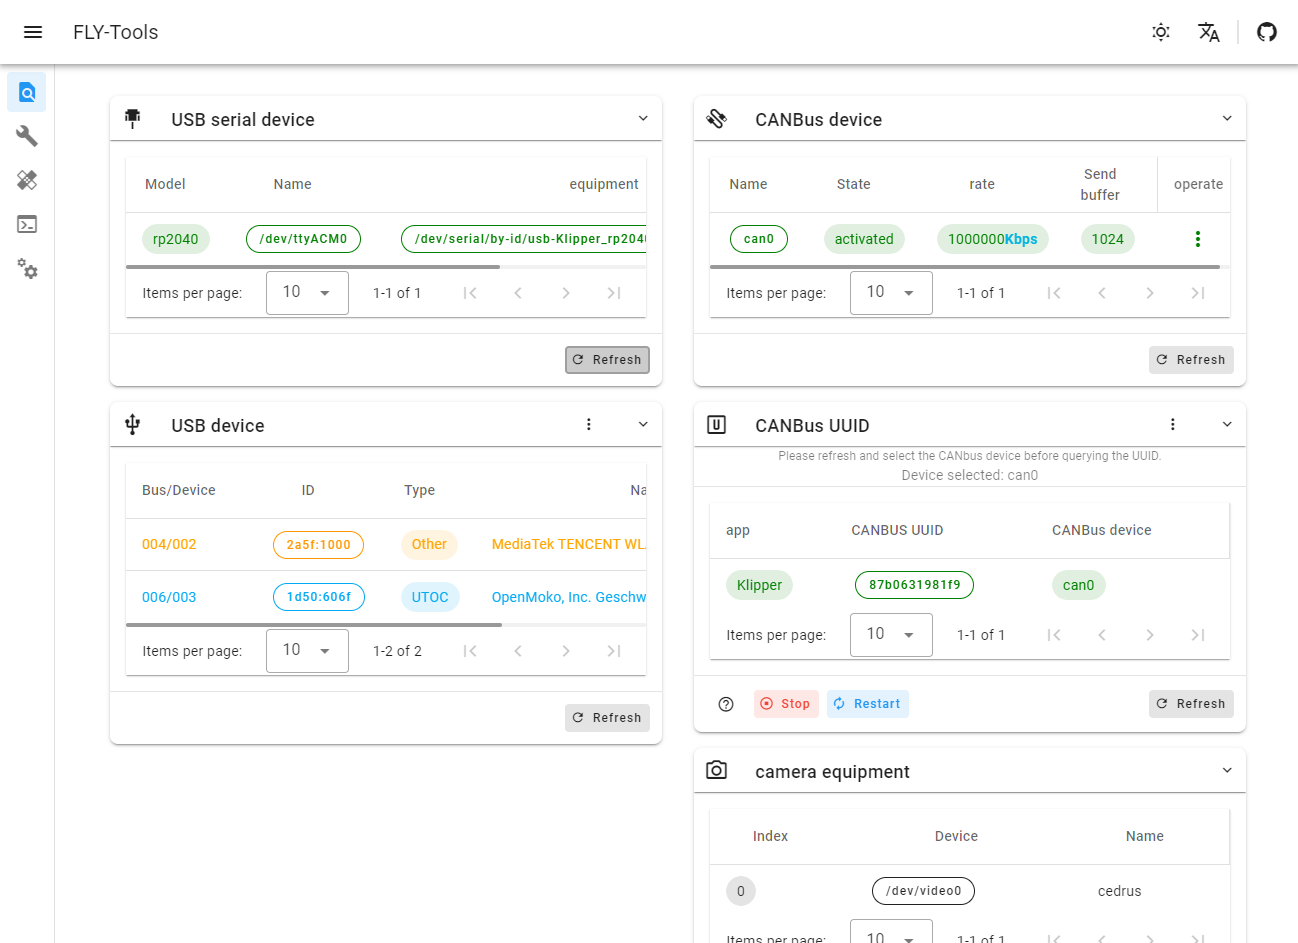 FLY-Tools
USB serial device
Model Name equipment
rp2040 /dev/ttyACM0 /dev/serial/by-id/usb-Klipper_rp204
Items per page: 10 1-1 of 1
Refresh
USB device
Bus/Device ID Type Na
004/002 2a5f:1000 Other MediaTek TENCENT WL
006/003 1d50:606f UTOC OpenMoko, Inc. Geschw
Items per page: 10 1-2 of 2
Refresh
CANBus device
Name State rate Send buffer operate
can0 activated 1000000Kbps 1024
Items per page: 10 1-1 of 1
Refresh
U CANBus UUID
Please refresh and select the CANbus device before querying the UUID.
Device selected: can0
app CANBUS UUID CANBus device
Klipper 87b0631981f9 can0
Items per page: 10 1-1 of 1
Stop Restart Refresh
camera equipment
Index Device Name
0 /dev/video0 cedrus
Items per page: 10 1-1 of 1